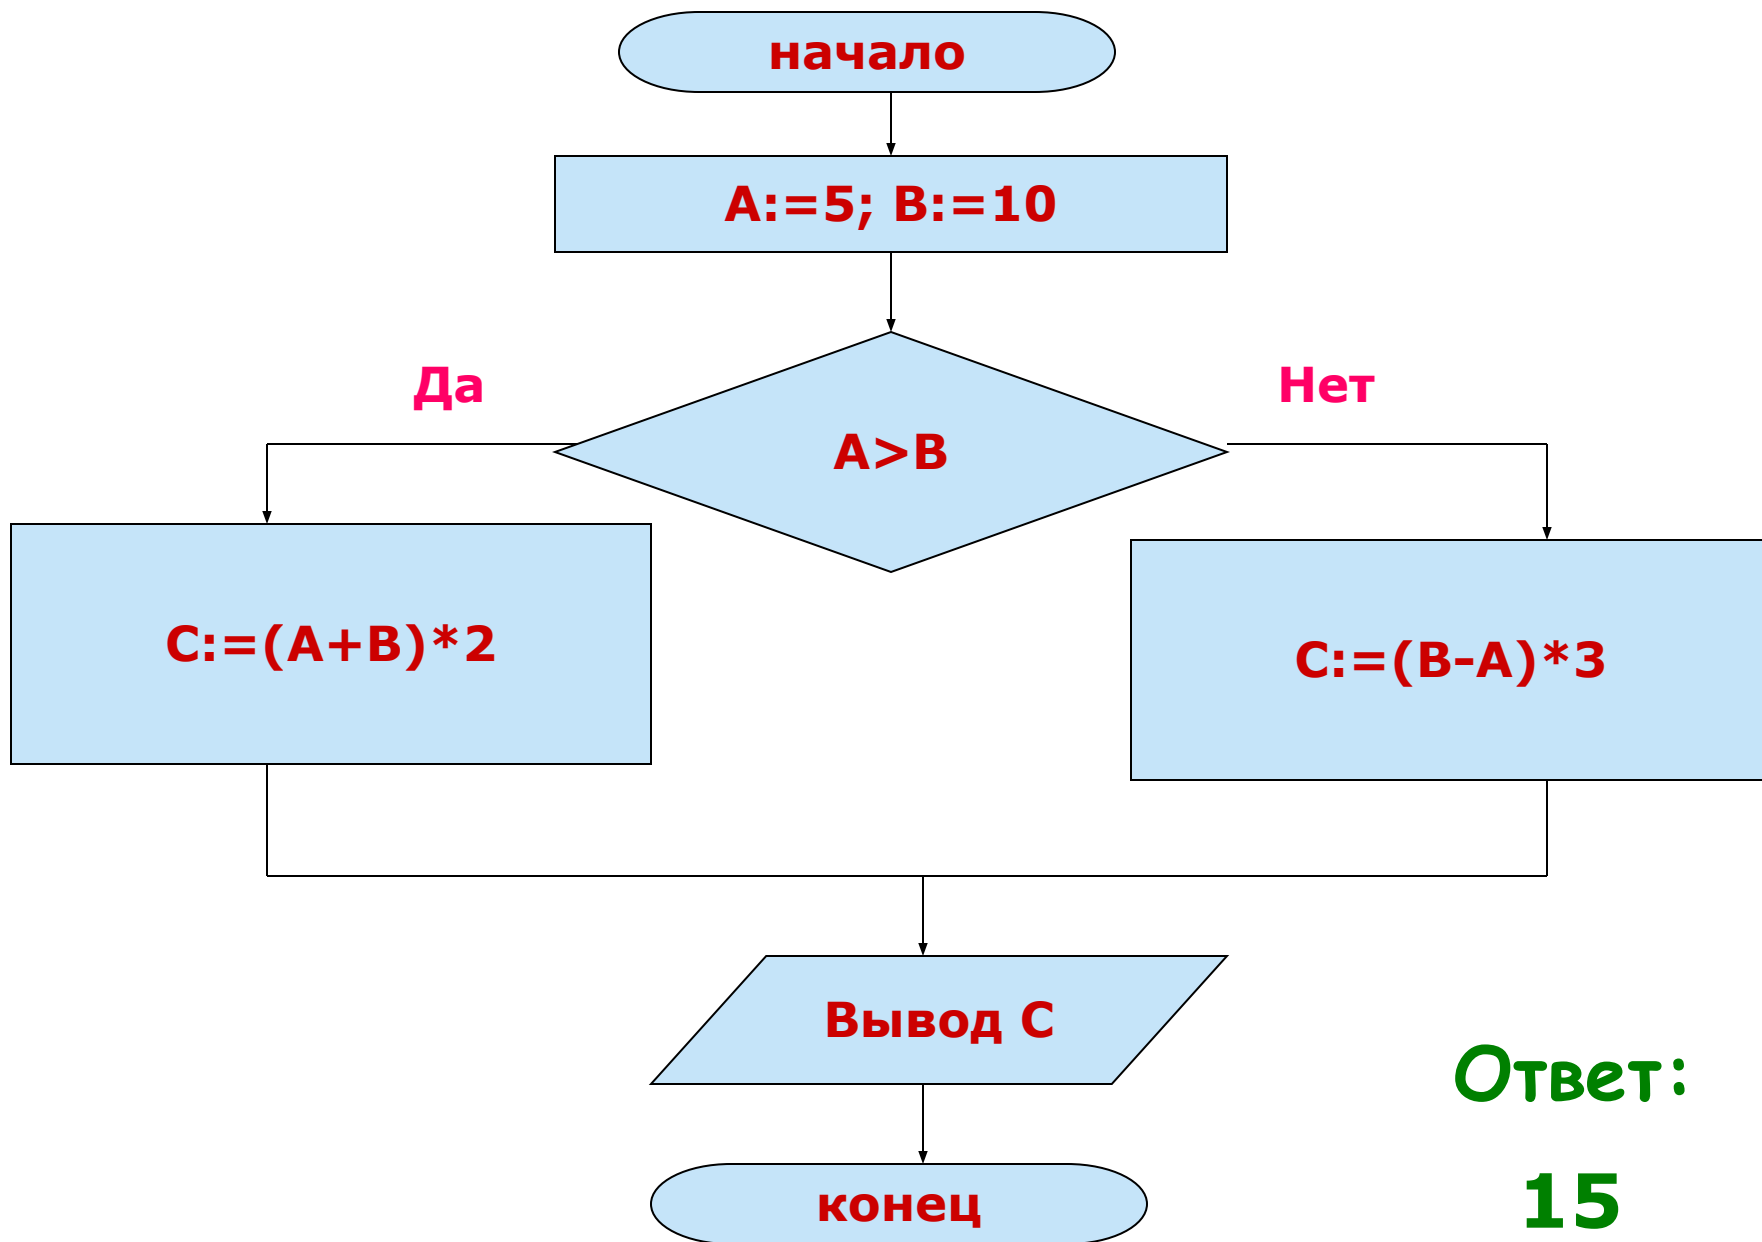 начало
A:=5; B:=10
Да
Нет
A>B
C:=(A+B)*2
C:=(B-A)*3
Вывод С
Ответ:
15
конец